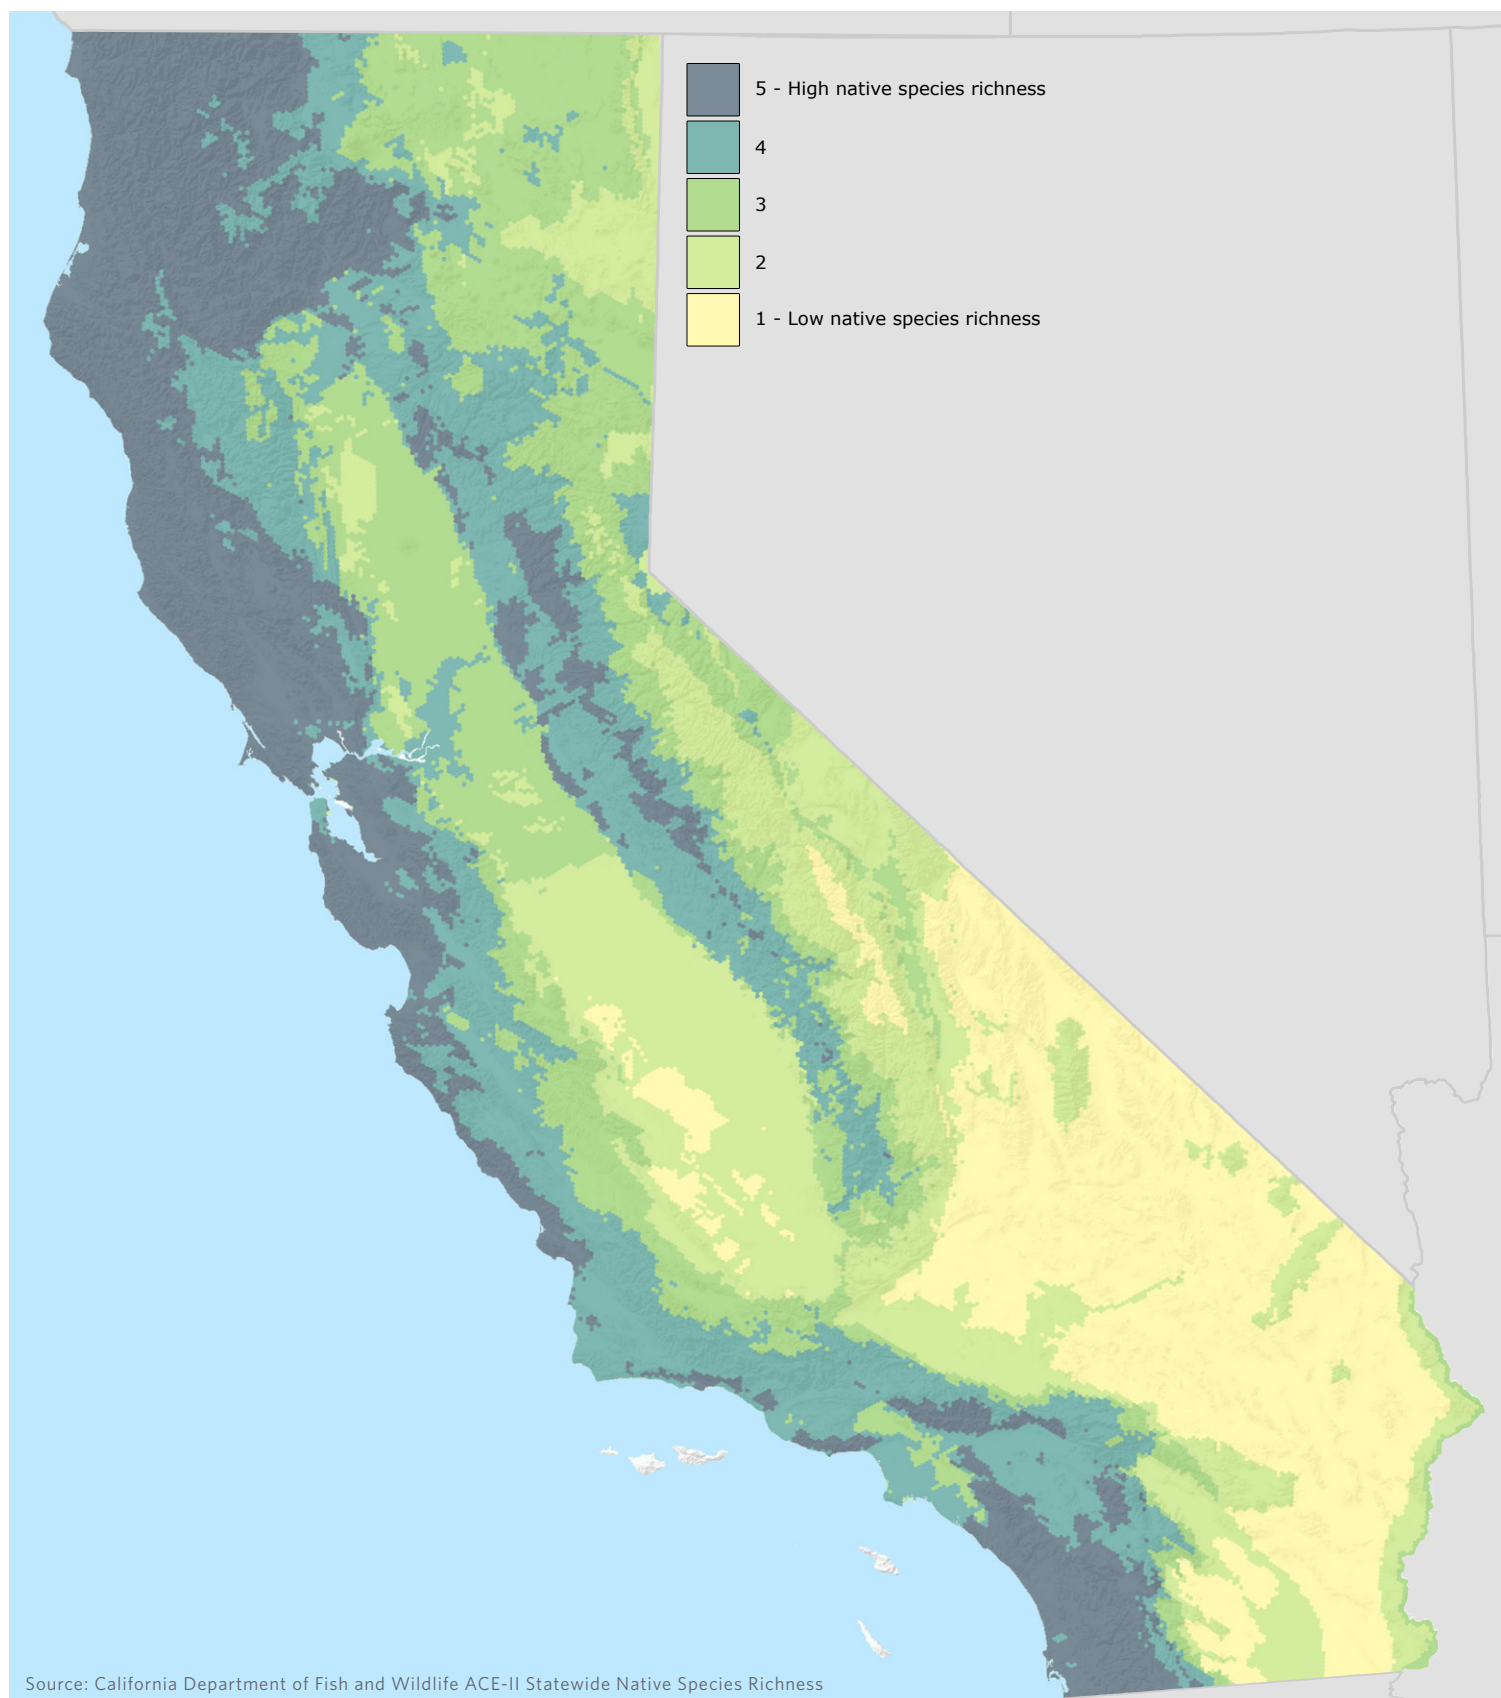 5 - High native species richness
4
3
2
1 - Low native species richness
Source: California Department of Fish and Wildlife ACE-II Statewide Native Species Richness